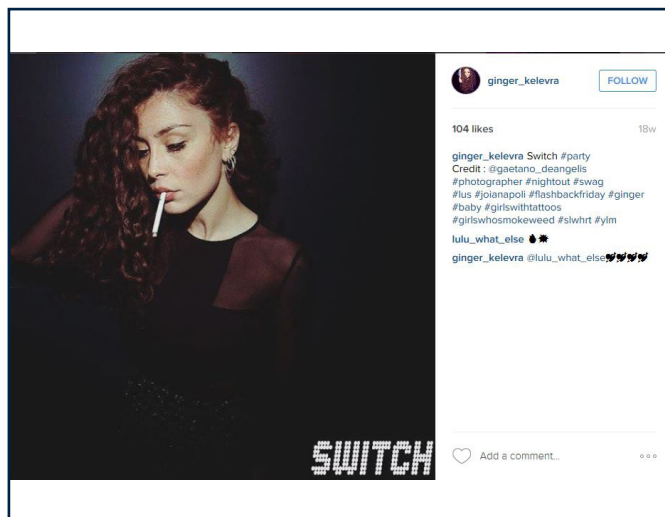 ginger_kelevra
FOLLOW
104 likes
18w
ginger_kelevra Switch #party
Credit : @gaetano_deangelis
#photographer #nightout #swag
#lus #joianapoli #flashbackfriday #ginger
#baby #girlswithtattoos
#girlswhosmokeweed #slwhrt #ylm
lulu_what_else
ginger_kelevra @lulu_what_else
SWITCH
Add a comment...